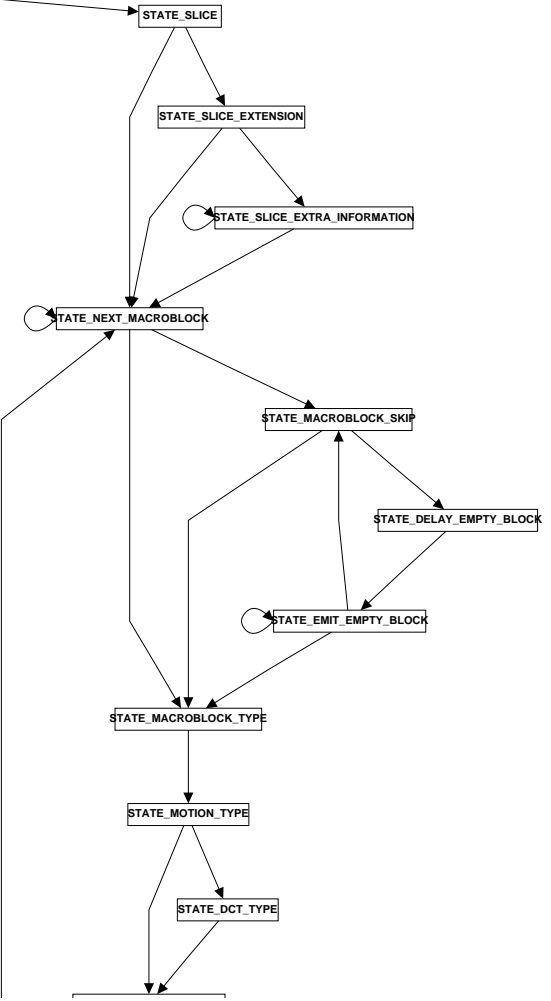 STATE_SLICE
STATE_SLICE_EXTENSION
STATE_SLICE_EXTRA_INFORMATION
STATE_NEXT_MACROBLOCK
STATE_MACROBLOCK_SKIP
STATE_DELAY_EMPTY_BLOCK
STATE_EMIT_EMPTY_BLOCK
STATE_MACROBLOCK_TYPE
STATE_MOTION_TYPE
STATE_DCT_TYPE